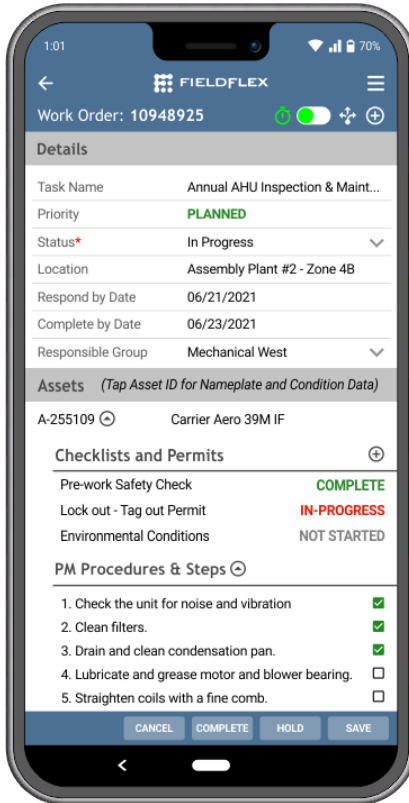 1:01 70%
FIELDFLEX
Work Order: 10948925
Details
Task Name Annual AHU Inspection & Maint...
Priority PLANNED
Status* In Progress
Location Assembly Plant #2 - Zone 4B
Respond by Date 06/21/2021
Complete by Date 06/23/2021
Responsible Group Mechanical West
Assets (Tap Asset ID for Nameplate and Condition Data)
A-255109 Carrier Aero 39M IF
Checklists and Permits
Pre-work Safety Check COMPLETE
Lock out - Tag out Permit IN-PROGRESS
Environmental Conditions NOT STARTED
PM Procedures & Steps
1. Check the unit for noise and vibration
2. Clean filters.
3. Drain and clean condensation pan.
4. Lubricate and grease motor and blower bearing.
5. Straighten coils with a fine comb.
CANCEL COMPLETE HOLD SAVE